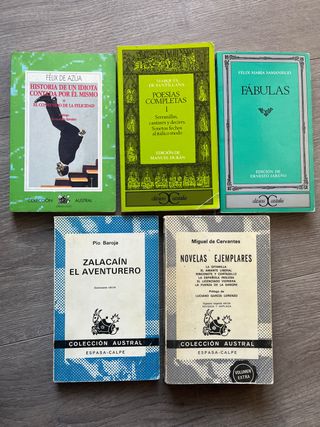 FÉLIX DE AZÚA
HISTORIA DE UN IDIOTA
CONTADA POR ÉL MISMO
o
EL CONTENIDO DE LA FELICIDAD
COLECCIÓN AUSTRAL
MARQUÉS DE SANTILLANA
POESÍAS
COMPLETAS
I
Serranillas,
cantares y decires.
Sonetos fechos
al itálico modo
EDICIÓN DE
MANUEL DURÁN
clásicos castalia
FÉLIX MARÍA SAMANIEGO
FÁBULAS
EDICIÓN DE
ERNESTO JAREÑO
clásicos castalia
Pío Baroja
ZALACAÍN
EL AVENTURERO
COLECCIÓN AUSTRAL
ESPASA-CALPE
Miguel de Cervantes
NOVELAS EJEMPLARES
LA GITANILLA
EL AMANTE LIBERAL
RINCONETE Y CORTADILLO
LA ESPAÑOLA INGLESA
EL LICENCIADO VIDRIERA
LA FUERZA DE LA SANGRE
Prólogo de
LUCIANO GARCÍA LORENZO
COLECCIÓN AUSTRAL
ESPASA-CALPE
VOLUMEN
EXTRA